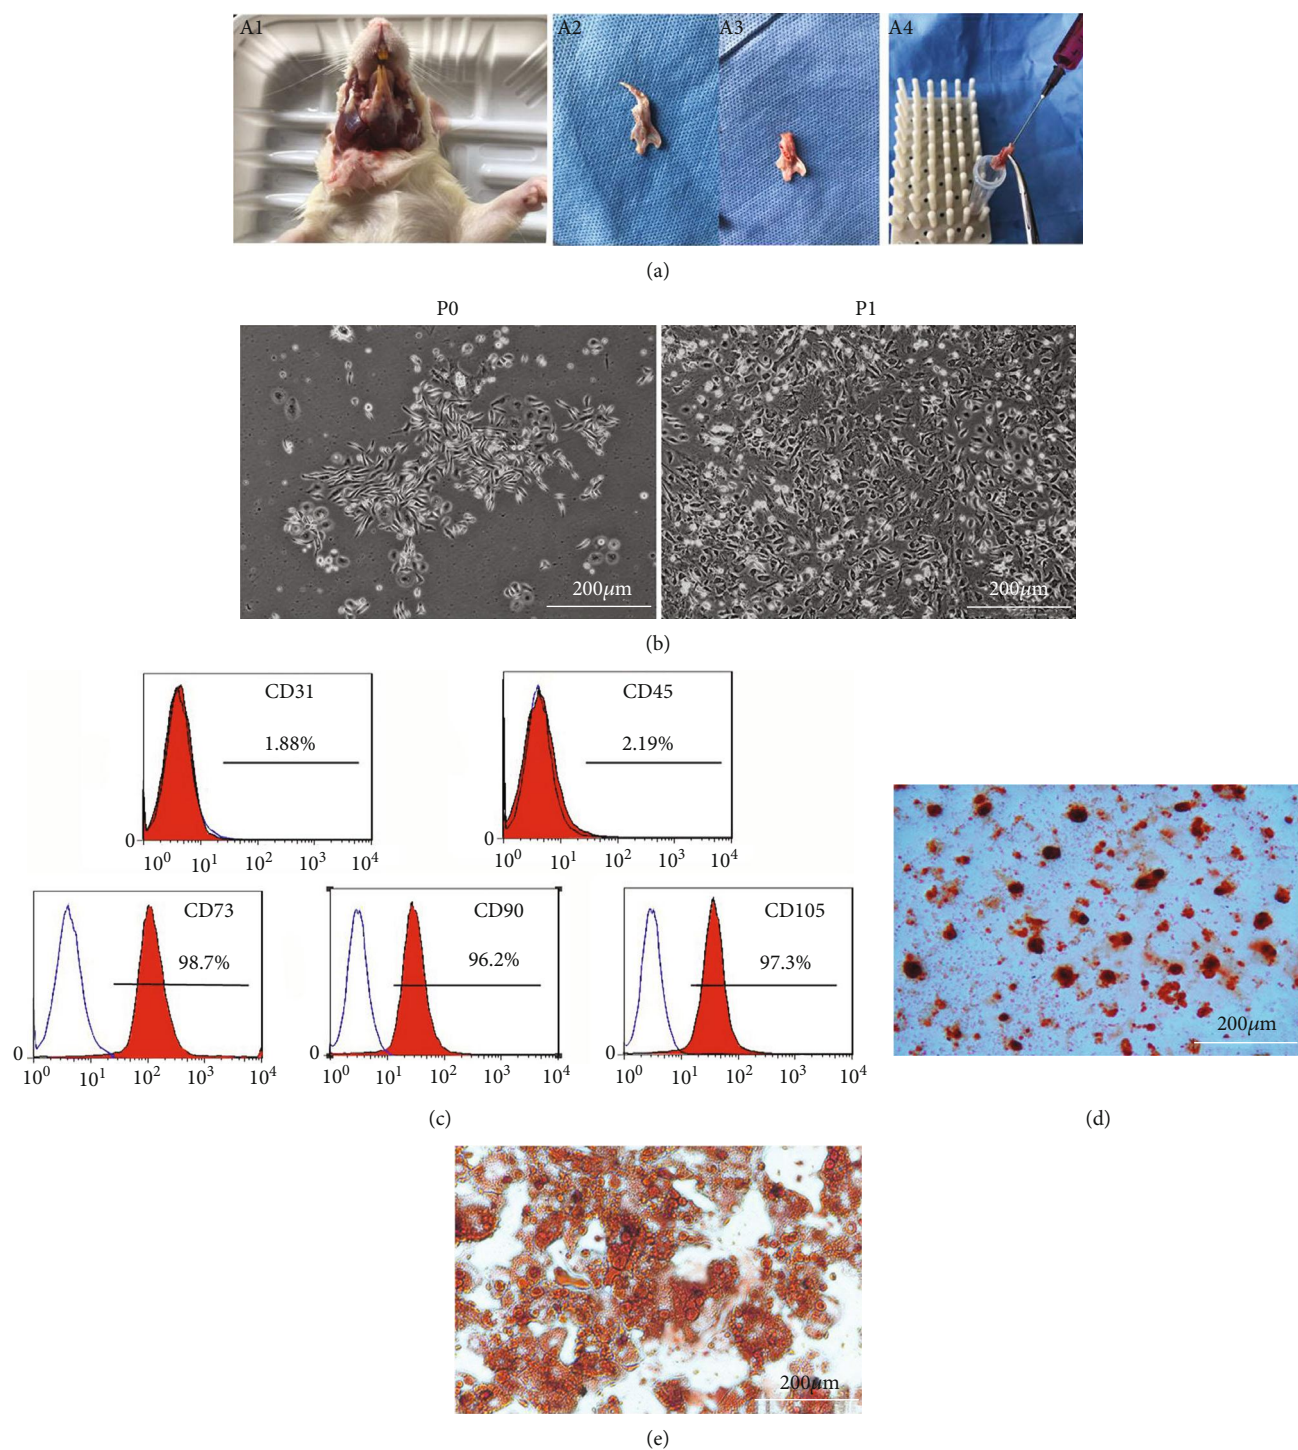 A1 A2 A3 A4
(a)
P0 P1
200μm 200μm
(b)
CD31 CD45
1.88% 2.19%
0 0
10⁰ 10¹ 10² 10³ 10⁴ 10⁰ 10¹ 10² 10³ 10⁴
CD73 CD90 CD105
98.7% 96.2% 97.3%
0 0 0
10⁰ 10¹ 10² 10³ 10⁴ 10⁰ 10¹ 10² 10³ 10⁴ 10⁰ 10¹ 10² 10³ 10⁴
200μm
(c) (d)
200μm
(e)